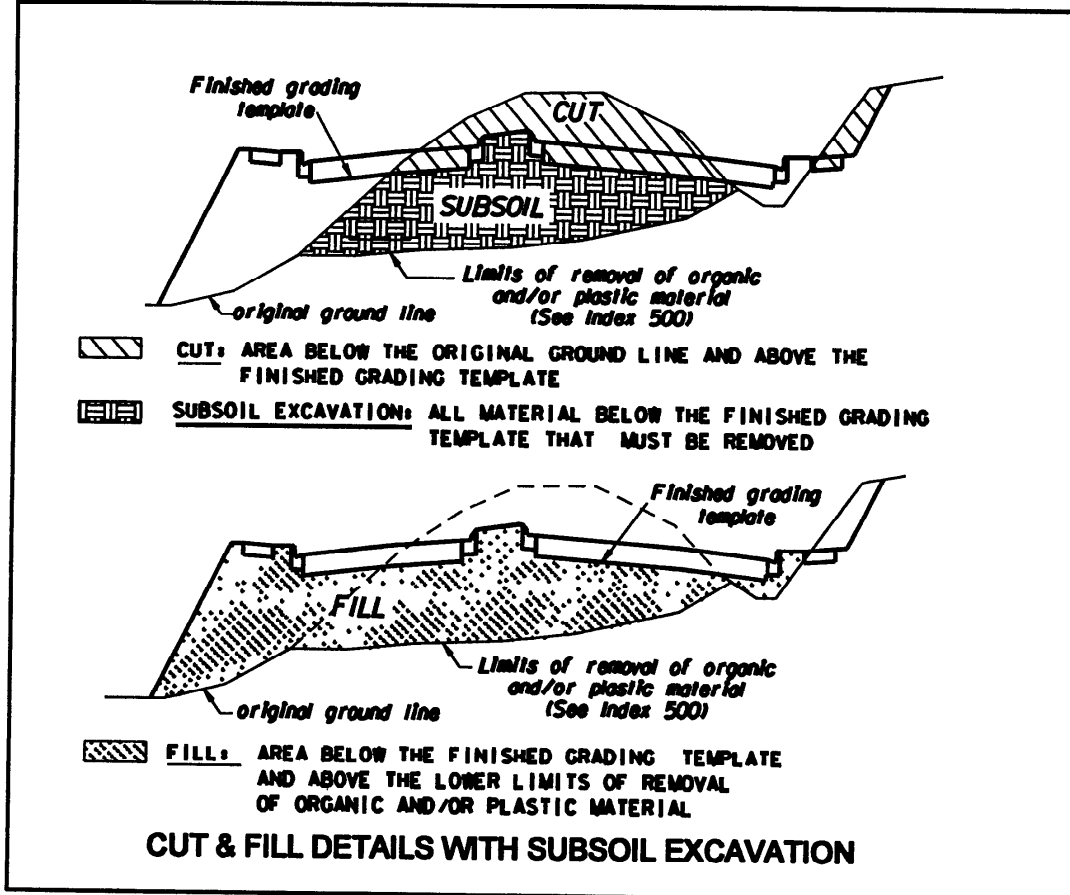 Finished grading
template
CUT
SUBSOIL
Limits of removal of organic
and/or plastic material
(See Index 500)
original ground line
CUT: AREA BELOW THE ORIGINAL GROUND LINE AND ABOVE THE
FINISHED GRADING TEMPLATE
SUBSOIL EXCAVATION: ALL MATERIAL BELOW THE FINISHED GRADING
TEMPLATE THAT MUST BE REMOVED
Finished grading
template
FILL
Limits of removal of organic
and/or plastic material
(See Index 500)
original ground line
FILL: AREA BELOW THE FINISHED GRADING TEMPLATE
AND ABOVE THE LOWER LIMITS OF REMOVAL
OF ORGANIC AND/OR PLASTIC MATERIAL
CUT & FILL DETAILS WITH SUBSOIL EXCAVATION